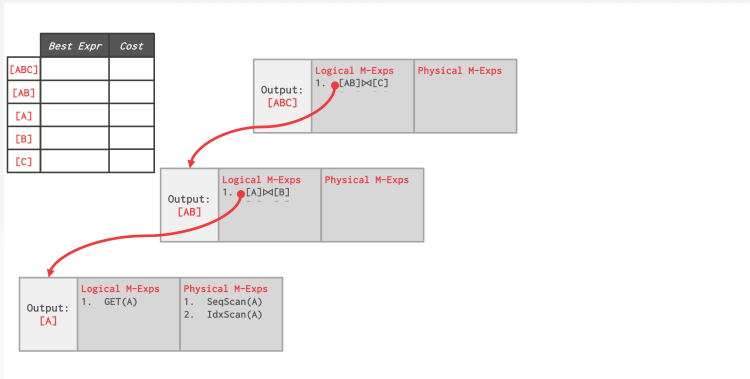 Best Expr Cost
[ABC]
[AB]
[A]
[B]
[C]
Output:
[ABC]
Logical M-Exps
1. [AB]⋈[C]
Physical M-Exps
Output:
[AB]
Logical M-Exps
1. [A]⋈[B]
Physical M-Exps
Output:
[A]
Logical M-Exps
1. GET(A)
Physical M-Exps
1. SeqScan(A)
2. IdxScan(A)